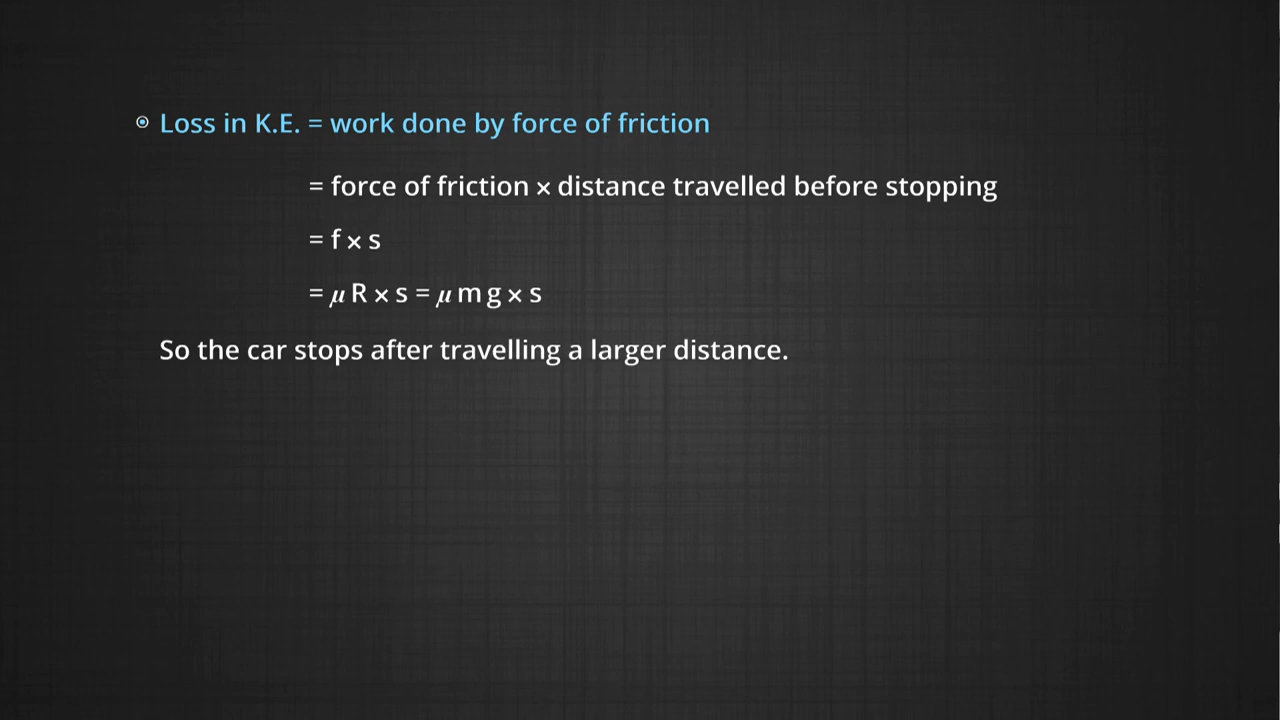 Loss in K.E. = work done by force of friction
= force of friction × distance travelled before stopping
= f × s
= μ R × s = μ m g × s
So the car stops after travelling a larger distance.